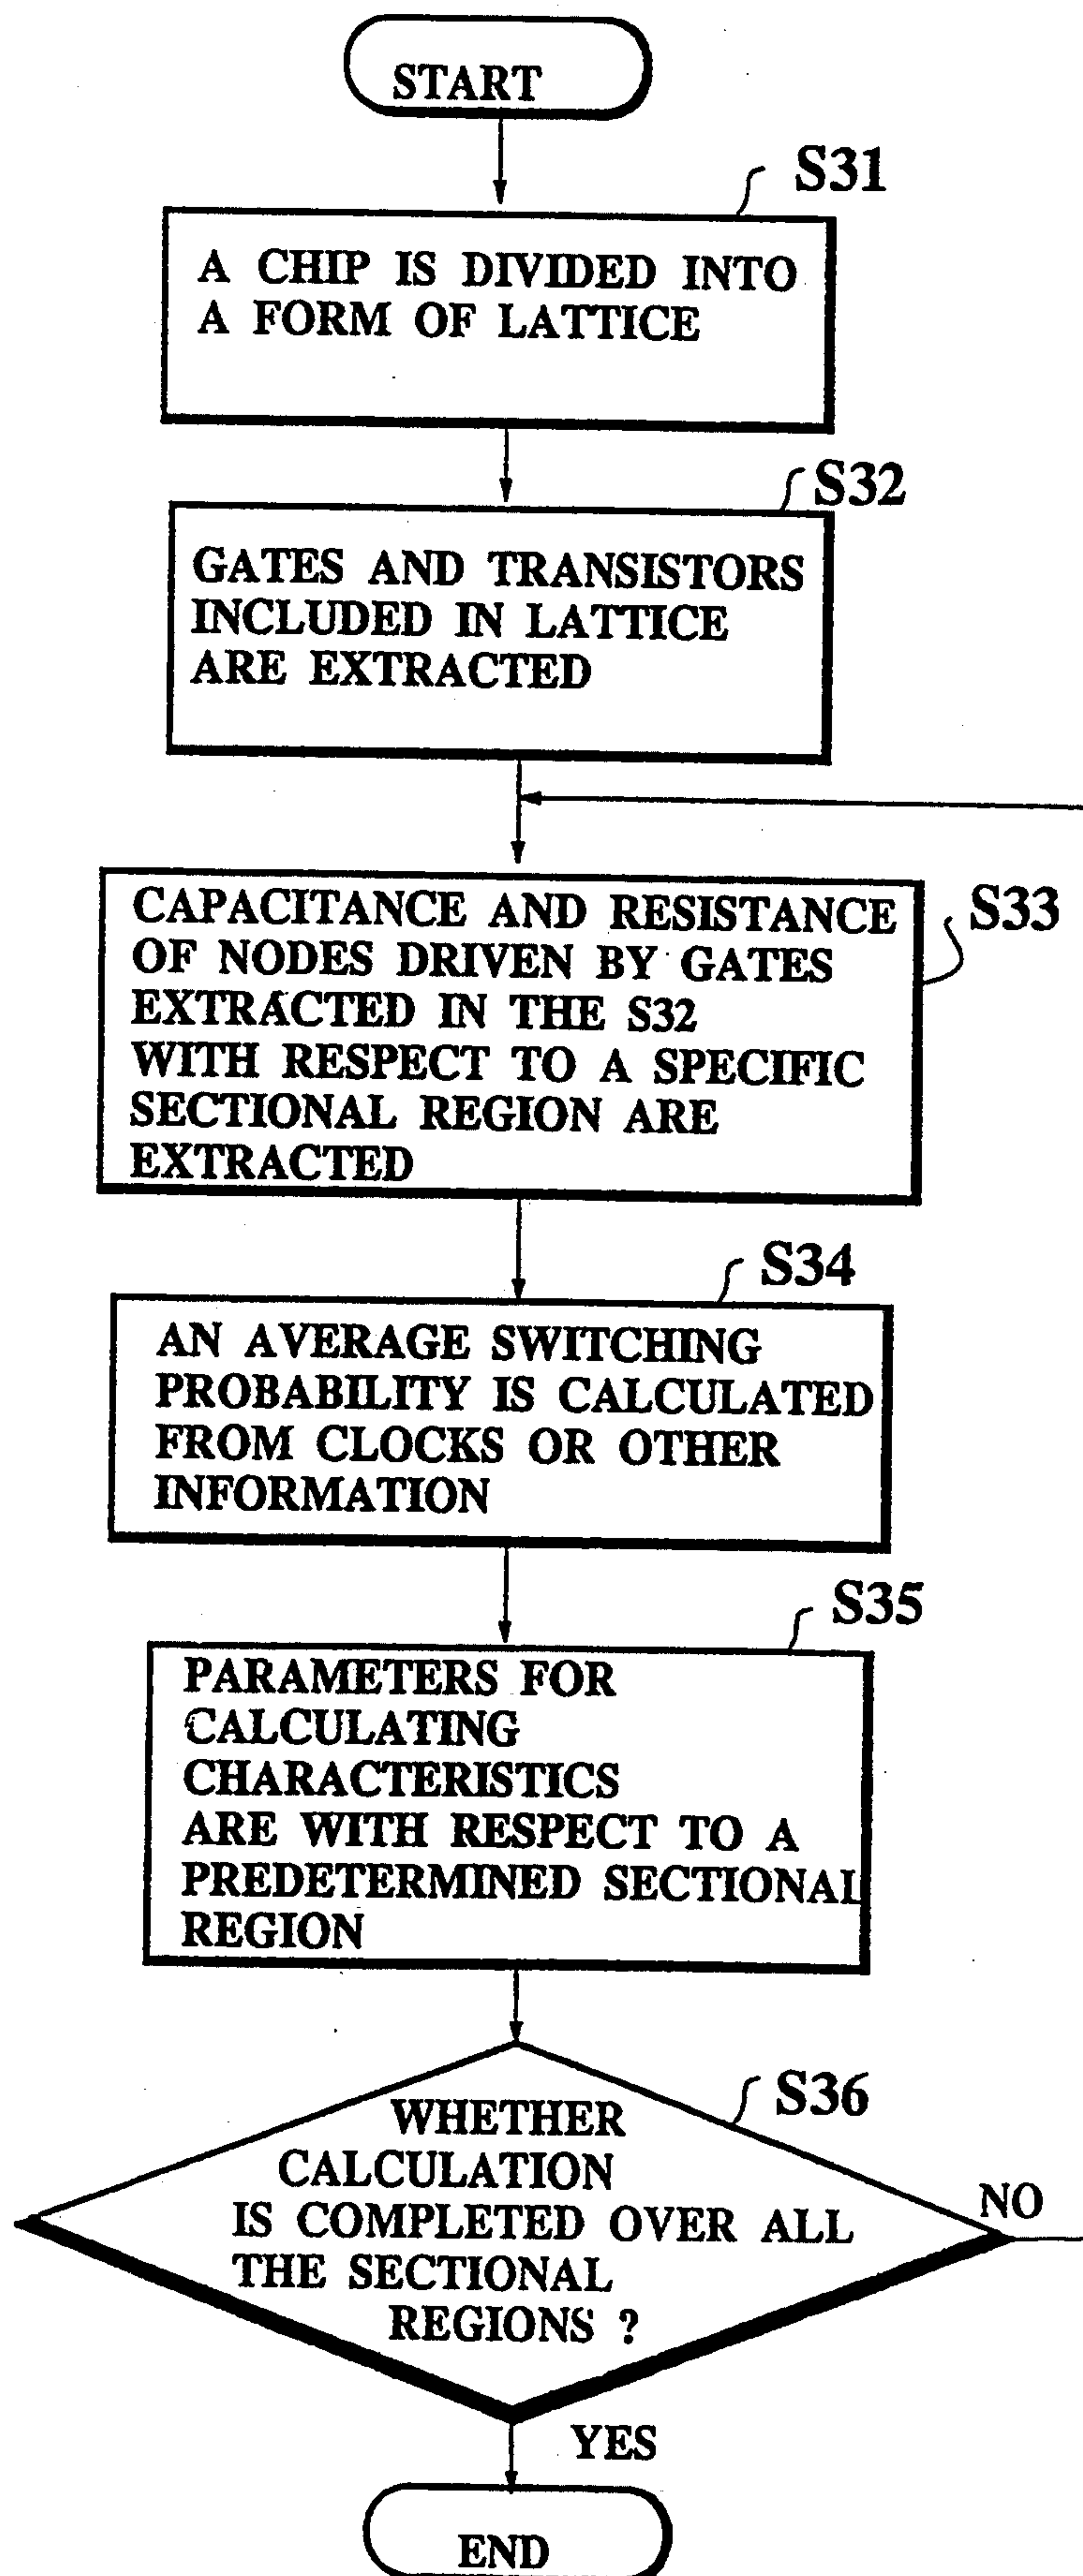 START
S31
A CHIP IS DIVIDED INTO
A FORM OF LATTICE
S32
GATES AND TRANSISTORS
INCLUDED IN LATTICE
ARE EXTRACTED
S33
CAPACITANCE AND RESISTANCE
OF NODES DRIVEN BY GATES
EXTRACTED IN THE S32
WITH RESPECT TO A SPECIFIC
SECTIONAL REGION ARE
EXTRACTED
S34
AN AVERAGE SWITCHING
PROBABILITY IS CALCULATED
FROM CLOCKS OR OTHER
INFORMATION
S35
PARAMETERS FOR
CALCULATING
CHARACTERISTICS
ARE WITH RESPECT TO A
PREDETERMINED SECTIONAL
REGION
S36
WHETHER
CALCULATION
IS COMPLETED OVER ALL
THE SECTIONAL
REGIONS ?
NO
YES
END